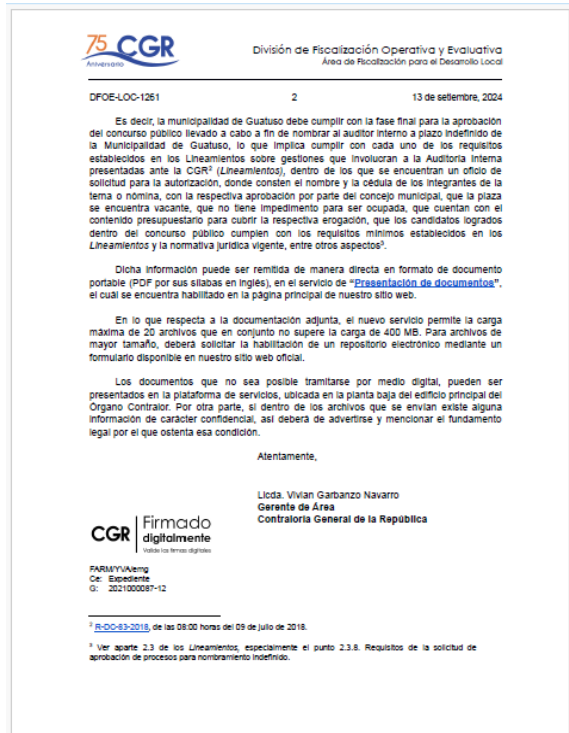 75 CGR
Aniversario
División de Fiscalización Operativa y Evaluativa
Área de Fiscalización para el Desarrollo Local
DFOE-LOC-1261 2 13 de setiembre, 2024
Es decir, la municipalidad de Guatuso debe cumplir con la fase final para la aprobación
del concurso público llevado a cabo a fin de nombrar al auditor interno a plazo indefinido de
la Municipalidad de Guatuso, lo que implica cumplir con cada uno de los requisitos
establecidos en los Lineamientos sobre gestiones que involucran a la Auditoría Interna
presentadas ante la CGR² (Lineamientos), dentro de los que se encuentran un oficio de
solicitud para la autorización, donde consten el nombre y la cédula de los integrantes de la
terna o nómina, con la respectiva aprobación por parte del concejo municipal, que la plaza
se encuentra vacante, que no tiene impedimento para ser ocupada, que cuentan con el
contenido presupuestario para cubrir la respectiva erogación, que los candidatos logrados
dentro del concurso público cumplen con los requisitos mínimos establecidos en los
Lineamientos y la normativa jurídica vigente, entre otros aspectos³.
Dicha información puede ser remitida de manera directa en formato de documento
portable (PDF por sus sílabas en inglés), en el servicio de “Presentación de documentos”,
el cuál se encuentra habilitado en la página principal de nuestro sitio web.
En lo que respecta a la documentación adjunta, el nuevo servicio permite la carga
máxima de 20 archivos que en conjunto no supere la carga de 400 MB. Para archivos de
mayor tamaño, deberá solicitar la habilitación de un repositorio electrónico mediante un
formulario disponible en nuestro sitio web oficial.
Los documentos que no sea posible tramitarse por medio digital, pueden ser
presentados en la plataforma de servicios, ubicada en la planta baja del edificio principal del
Órgano Contralor. Por otra parte, si dentro de los archivos que se envían existe alguna
información de carácter confidencial, así deberá de advertirse y mencionar el fundamento
legal por el que ostenta esa condición.
Atentamente,
Licda. Vivian Garbanzo Navarro
Gerente de Área
Contraloría General de la República
CGR Firmado
digitalmente
Valide las firmas digitales
FARM/YVA/emg
Ce: Expediente
G: 2021000087-12
² R-DC-83-2018, de las 08:00 horas del 09 de julio de 2018.
³ Ver aparte 2.3 de los Lineamientos, especialmente el punto 2.3.8. Requisitos de la solicitud de
aprobación de procesos para nombramiento indefinido.